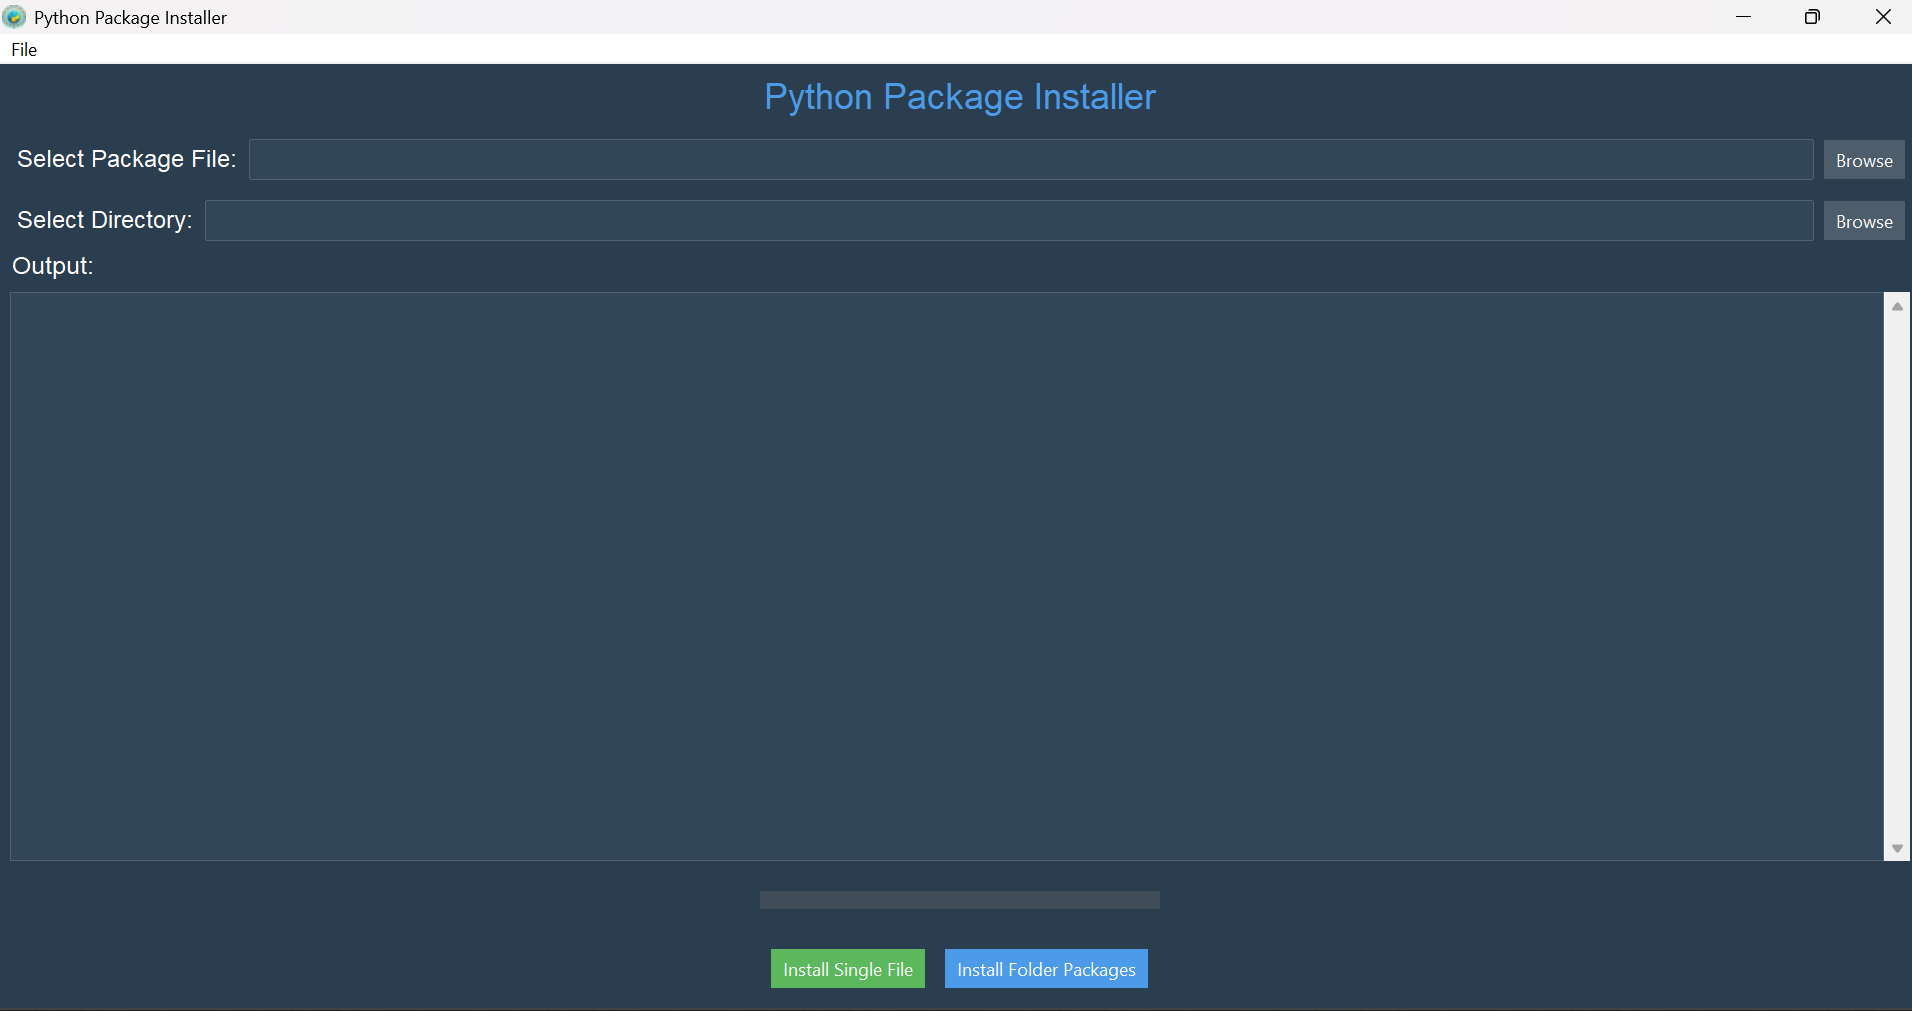 Python Package Installer
File
Python Package Installer
Select Package File: Browse
Select Directory: Browse
Output:
Install Single File Install Folder Packages